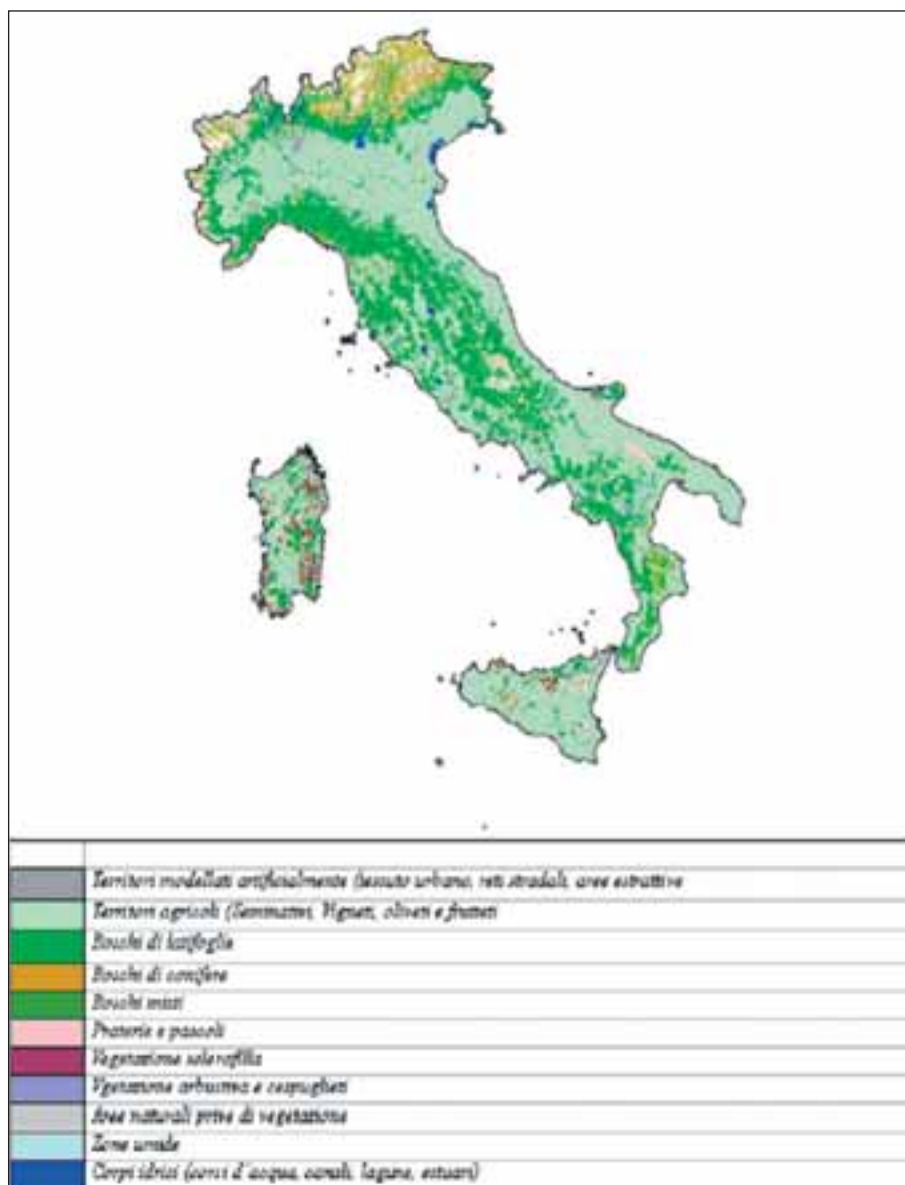 Territori modellati artificialmente (tessuto urbano, reti stradali, aree estrattive
Territori agricoli (Seminativi, Vigneti, oliveti e frutteti
Boschi di latifoglie
Boschi di conifere
Boschi misti
Praterie e pascoli
Vegetazione sclerofilla
Vgetazione arbustiva e cespuglieti
Aree naturali prive di vegetazione
Zone umide
Corpi idrici (corsi d'acqua, canali, lagune, estuari)